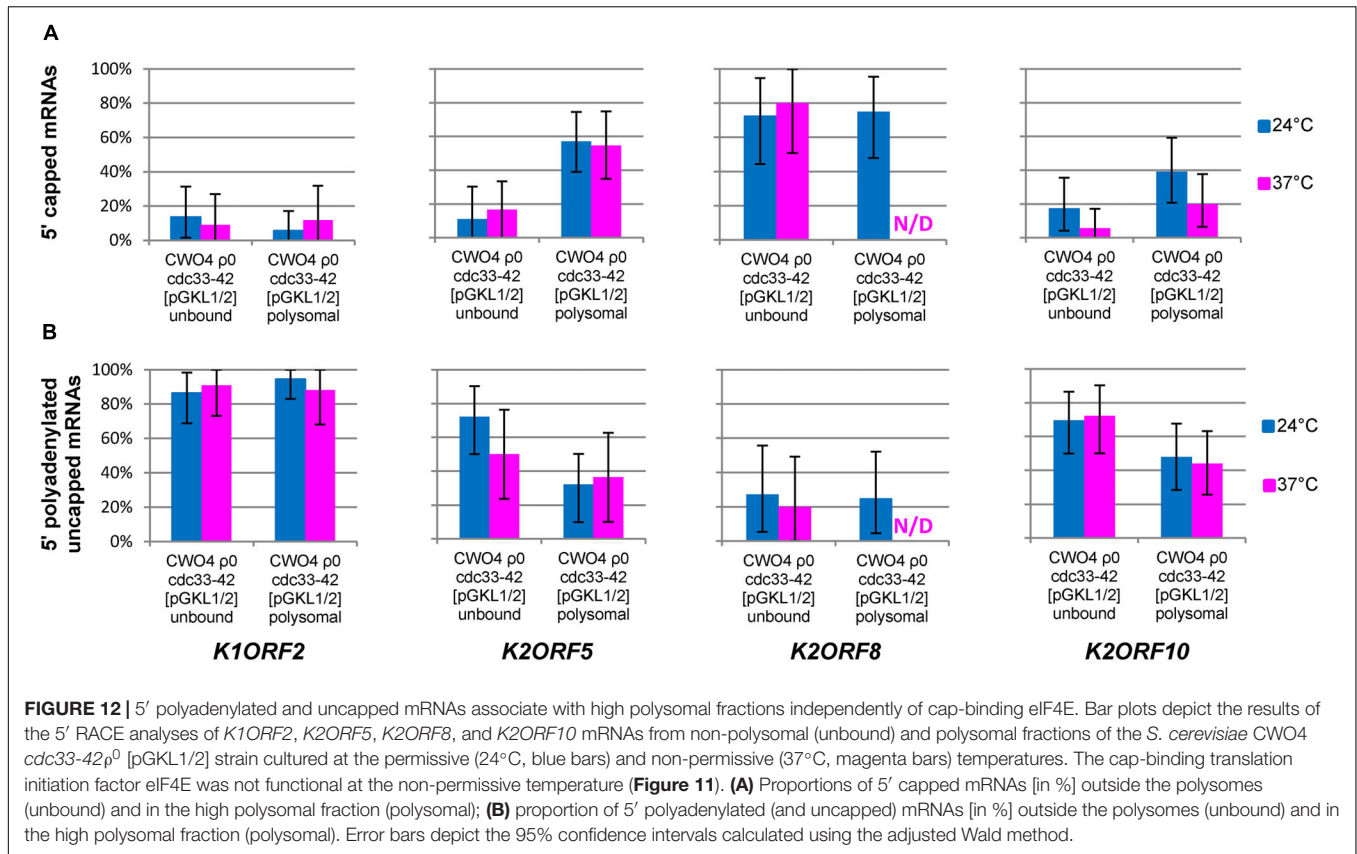 A
5′ capped mRNAs
100%
80%
60%
40%
20%
0%
CWO4 ρ0
cdc33-42
[pGKL1/2]
unbound
CWO4 ρ0
cdc33-42
[pGKL1/2]
polysomal
100%
80%
60%
40%
20%
0%
CWO4 ρ0
cdc33-42
[pGKL1/2]
unbound
CWO4 ρ0
cdc33-42
[pGKL1/2]
polysomal
N/D
CWO4 ρ0
cdc33-42
[pGKL1/2]
unbound
CWO4 ρ0
cdc33-42
[pGKL1/2]
polysomal
CWO4 ρ0
cdc33-42
[pGKL1/2]
unbound
CWO4 ρ0
cdc33-42
[pGKL1/2]
polysomal
24°C
37°C
B
5′ polyadenylated
uncapped mRNAs
100%
80%
60%
40%
20%
0%
CWO4 ρ0
cdc33-42
[pGKL1/2]
unbound
CWO4 ρ0
cdc33-42
[pGKL1/2]
polysomal
CWO4 ρ0
cdc33-42
[pGKL1/2]
unbound
CWO4 ρ0
cdc33-42
[pGKL1/2]
polysomal
N/D
CWO4 ρ0
cdc33-42
[pGKL1/2]
unbound
CWO4 ρ0
cdc33-42
[pGKL1/2]
polysomal
CWO4 ρ0
cdc33-42
[pGKL1/2]
unbound
CWO4 ρ0
cdc33-42
[pGKL1/2]
polysomal
24°C
37°C
K1ORF2
K2ORF5
K2ORF8
K2ORF10
FIGURE 12 | 5′ polyadenylated and uncapped mRNAs associate with high polysomal fractions independently of cap-binding eIF4E. Bar plots depict the results of
the 5′ RACE analyses of K1ORF2, K2ORF5, K2ORF8, and K2ORF10 mRNAs from non-polysomal (unbound) and polysomal fractions of the S. cerevisiae CWO4
cdc33-42ρ⁰ [pGKL1/2] strain cultured at the permissive (24°C, blue bars) and non-permissive (37°C, magenta bars) temperatures. The cap-binding translation
initiation factor eIF4E was not functional at the non-permissive temperature (Figure 11). (A) Proportions of 5′ capped mRNAs [in %] outside the polysomes
(unbound) and in the high polysomal fraction (polysomal); (B) proportion of 5′ polyadenylated (and uncapped) mRNAs [in %] outside the polysomes (unbound) and in
the high polysomal fraction (polysomal). Error bars depict the 95% confidence intervals calculated using the adjusted Wald method.